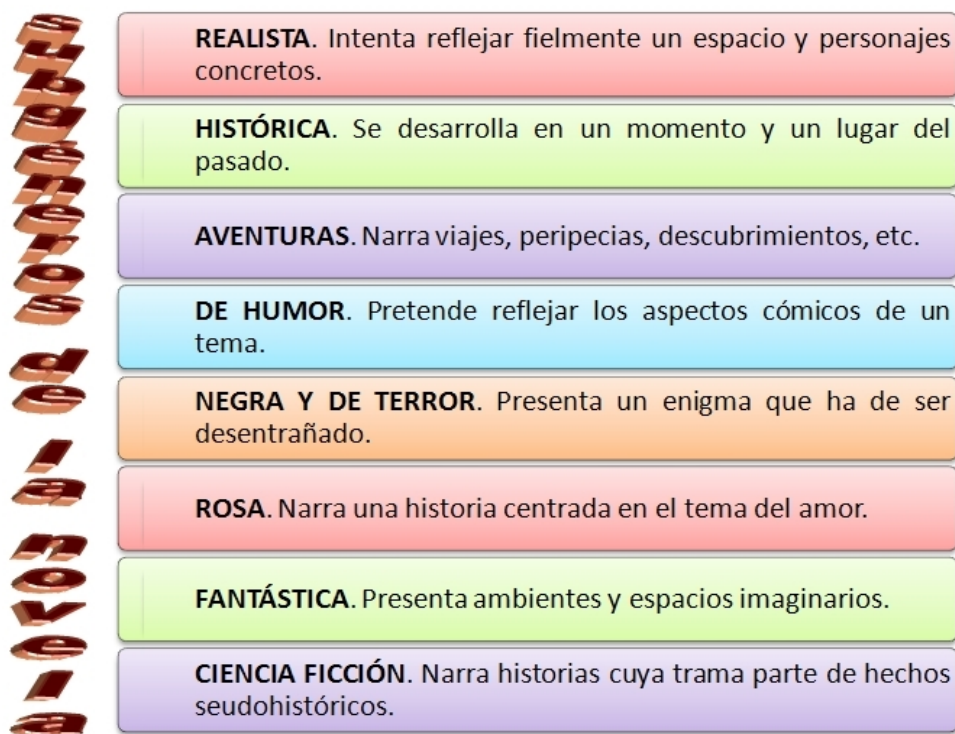 Subgéneros de la novela
REALISTA. Intenta reflejar fielmente un espacio y personajes
concretos.
HISTÓRICA. Se desarrolla en un momento y un lugar del
pasado.
AVENTURAS. Narra viajes, peripecias, descubrimientos, etc.
DE HUMOR. Pretende reflejar los aspectos cómicos de un
tema.
NEGRA Y DE TERROR. Presenta un enigma que ha de ser
desentrañado.
ROSA. Narra una historia centrada en el tema del amor.
FANTÁSTICA. Presenta ambientes y espacios imaginarios.
CIENCIA FICCIÓN. Narra historias cuya trama parte de hechos
seudohistóricos.